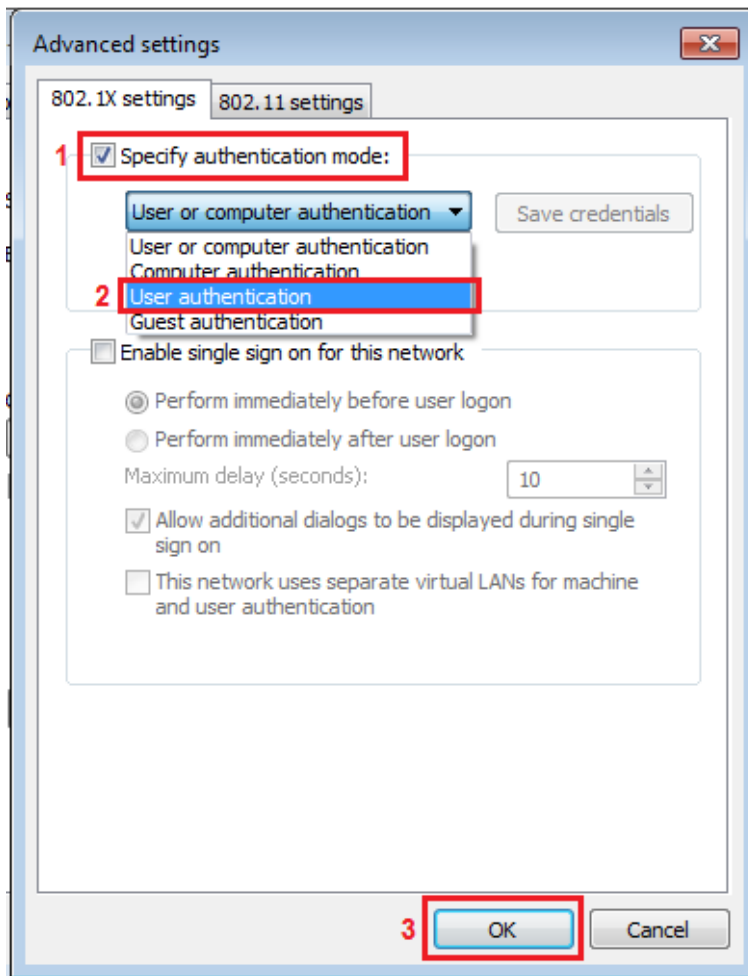 Advanced settings
802.1X settings
802.11 settings
1
Specify authentication mode:
User or computer authentication
Save credentials
User or computer authentication
Computer authentication
2
User authentication
Guest authentication
Enable single sign on for this network
Perform immediately before user logon
Perform immediately after user logon
Maximum delay (seconds):
10
Allow additional dialogs to be displayed during single
sign on
This network uses separate virtual LANs for machine
and user authentication
3
OK
Cancel